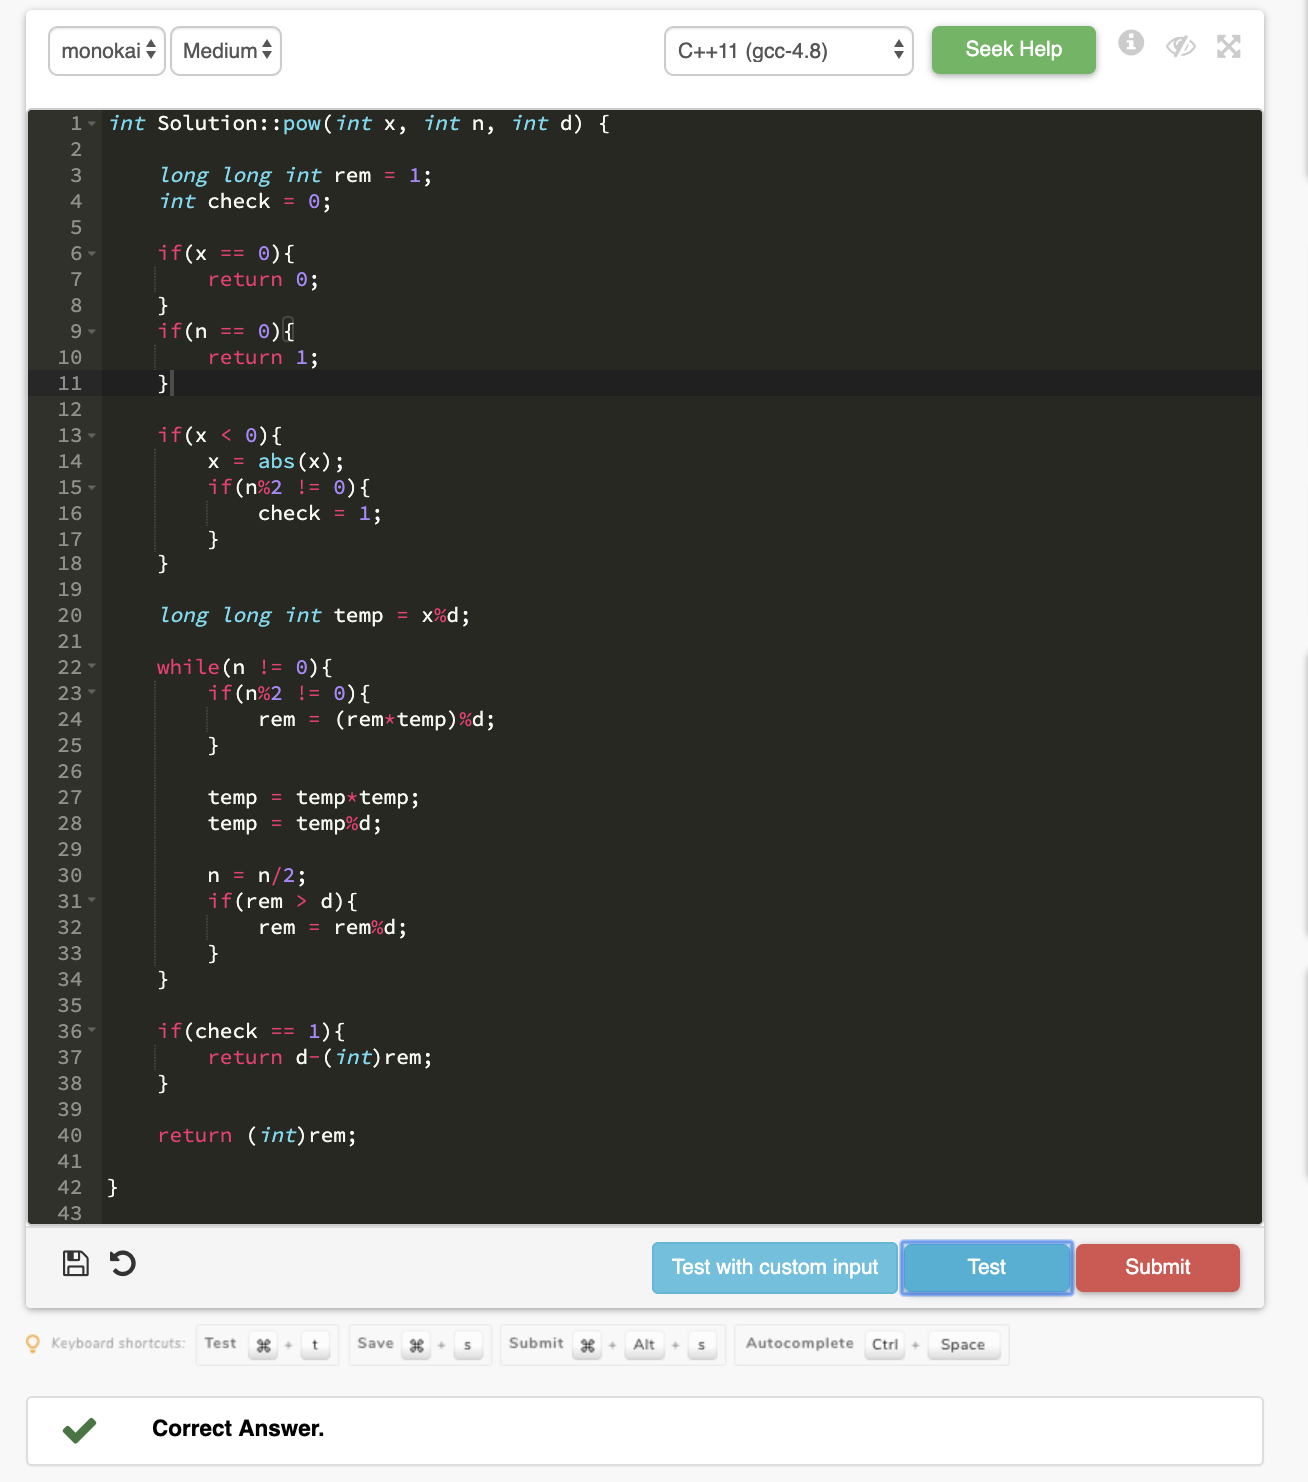 monokai Medium C++11 (gcc-4.8) Seek Help
1 int Solution::pow(int x, int n, int d) {
2
3 long long int rem = 1;
4 int check = 0;
5
6 if(x == 0){
7 return 0;
8 }
9 if(n == 0){
10 return 1;
11 }
12
13 if(x < 0){
14 x = abs(x);
15 if(n%2 != 0){
16 check = 1;
17 }
18 }
19
20 long long int temp = x%d;
21
22 while(n != 0){
23 if(n%2 != 0){
24 rem = (rem*temp)%d;
25 }
26
27 temp = temp*temp;
28 temp = temp%d;
29
30 n = n/2;
31 if(rem > d){
32 rem = rem%d;
33 }
34 }
35
36 if(check == 1){
37 return d-(int)rem;
38 }
39
40 return (int)rem;
41
42 }
43
Test with custom input Test Submit
Keyboard shortcuts: Test ⌘ + t Save ⌘ + s Submit ⌘ + Alt + s Autocomplete Ctrl + Space
Correct Answer.